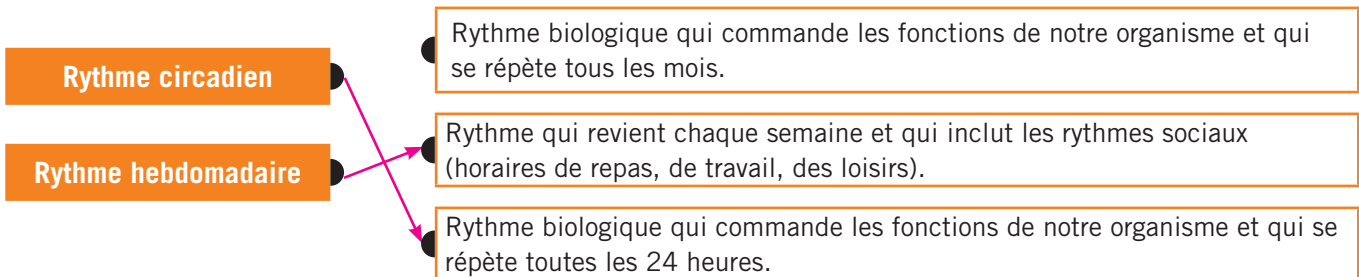 Rythme circadien
Rythme hebdomadaire
Rythme biologique qui commande les fonctions de notre organisme et qui
se répète tous les mois.
Rythme qui revient chaque semaine et qui inclut les rythmes sociaux
(horaires de repas, de travail, des loisirs).
Rythme biologique qui commande les fonctions de notre organisme et qui se
répète toutes les 24 heures.